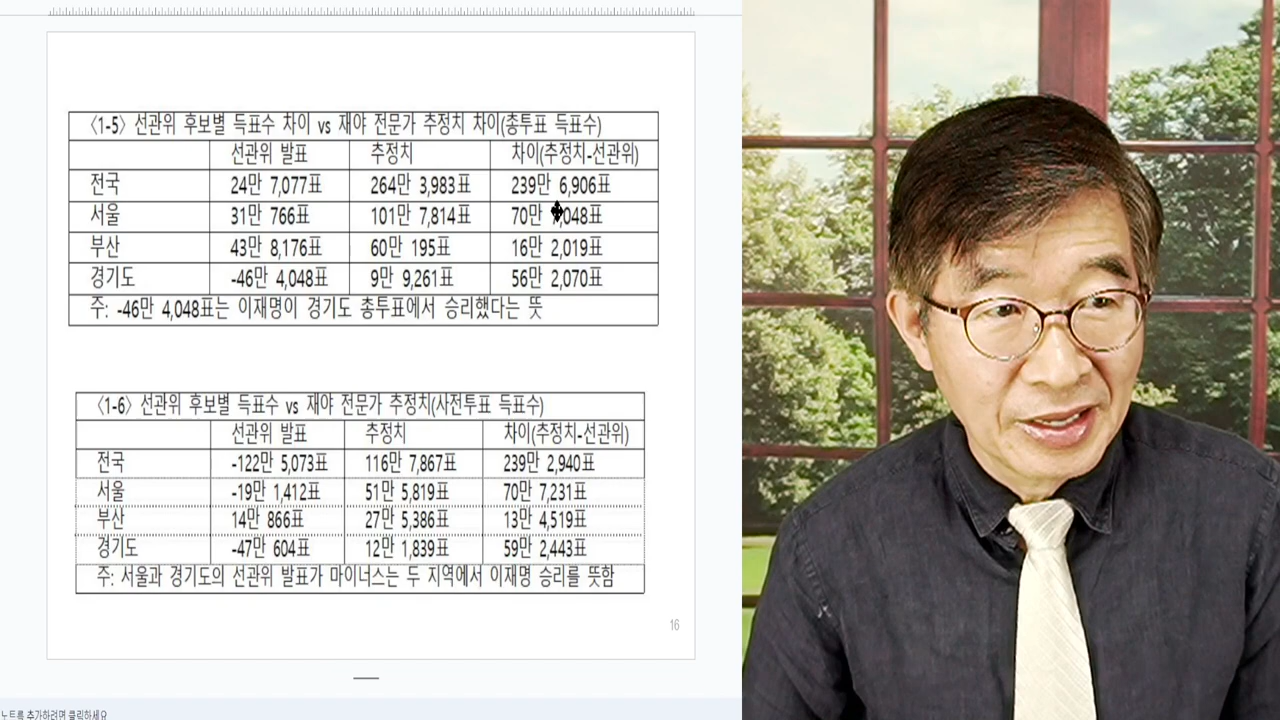 〈1-5〉 선관위 후보별 득표수 차이 vs 재야 전문가 추정치 차이(총투표 득표수)
선관위 발표 추정치 차이(추정치-선관위)
전국 24만 7,077표 264만 3,983표 239만 6,906표
서울 31만 766표 101만 7,814표 70만 048표
부산 43만 8,176표 60만 195표 16만 2,019표
경기도 -46만 4,048표 9만 9,261표 56만 2,070표
주: -46만 4,048표는 이재명이 경기도 총투표에서 승리했다는 뜻
〈1-6〉 선관위 후보별 득표수 vs 재야 전문가 추정치(사전투표 득표수)
선관위 발표 추정치 차이(추정치-선관위)
전국 -122만 5,073표 116만 7,867표 239만 2,940표
서울 -19만 1,412표 51만 5,819표 70만 7,231표
부산 14만 866표 27만 5,386표 13만 4,519표
경기도 -47만 604표 12만 1,839표 59만 2,443표
주: 서울과 경기도의 선관위 발표가 마이너스는 두 지역에서 이재명 승리를 뜻함
16
노트를 추가하려면 클릭하세요